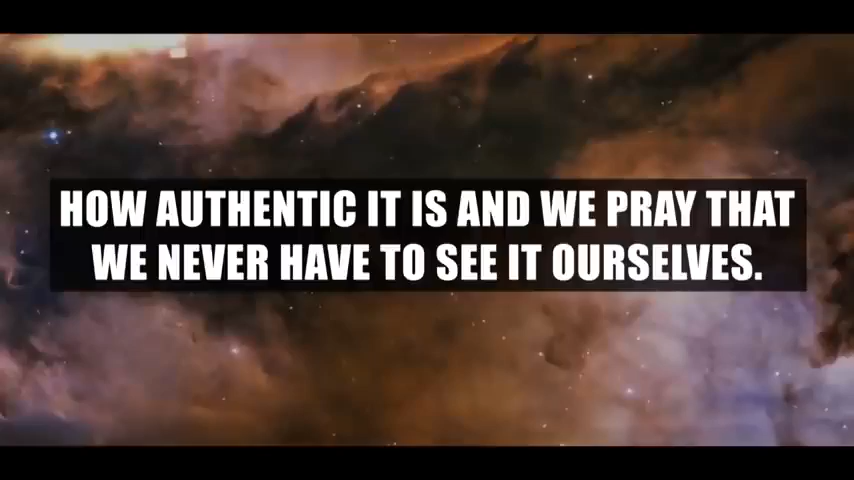 HOW AUTHENTIC IT IS AND WE PRAY THAT
WE NEVER HAVE TO SEE IT OURSELVES.